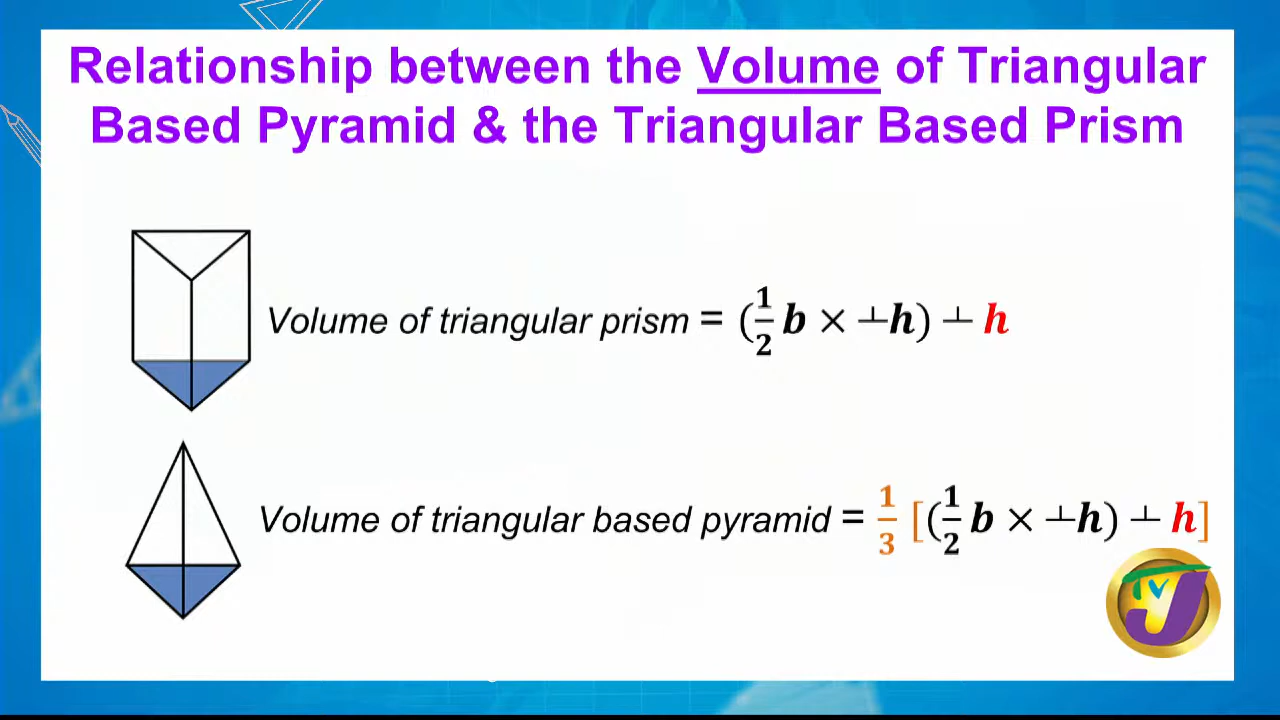 Relationship between the Volume of Triangular
Based Pyramid & the Triangular Based Prism
Volume of triangular prism = (½ b × ⊥h) ⊥ h
Volume of triangular based pyramid = ⅓ [(½ b × ⊥h) ⊥ h]
TVJ